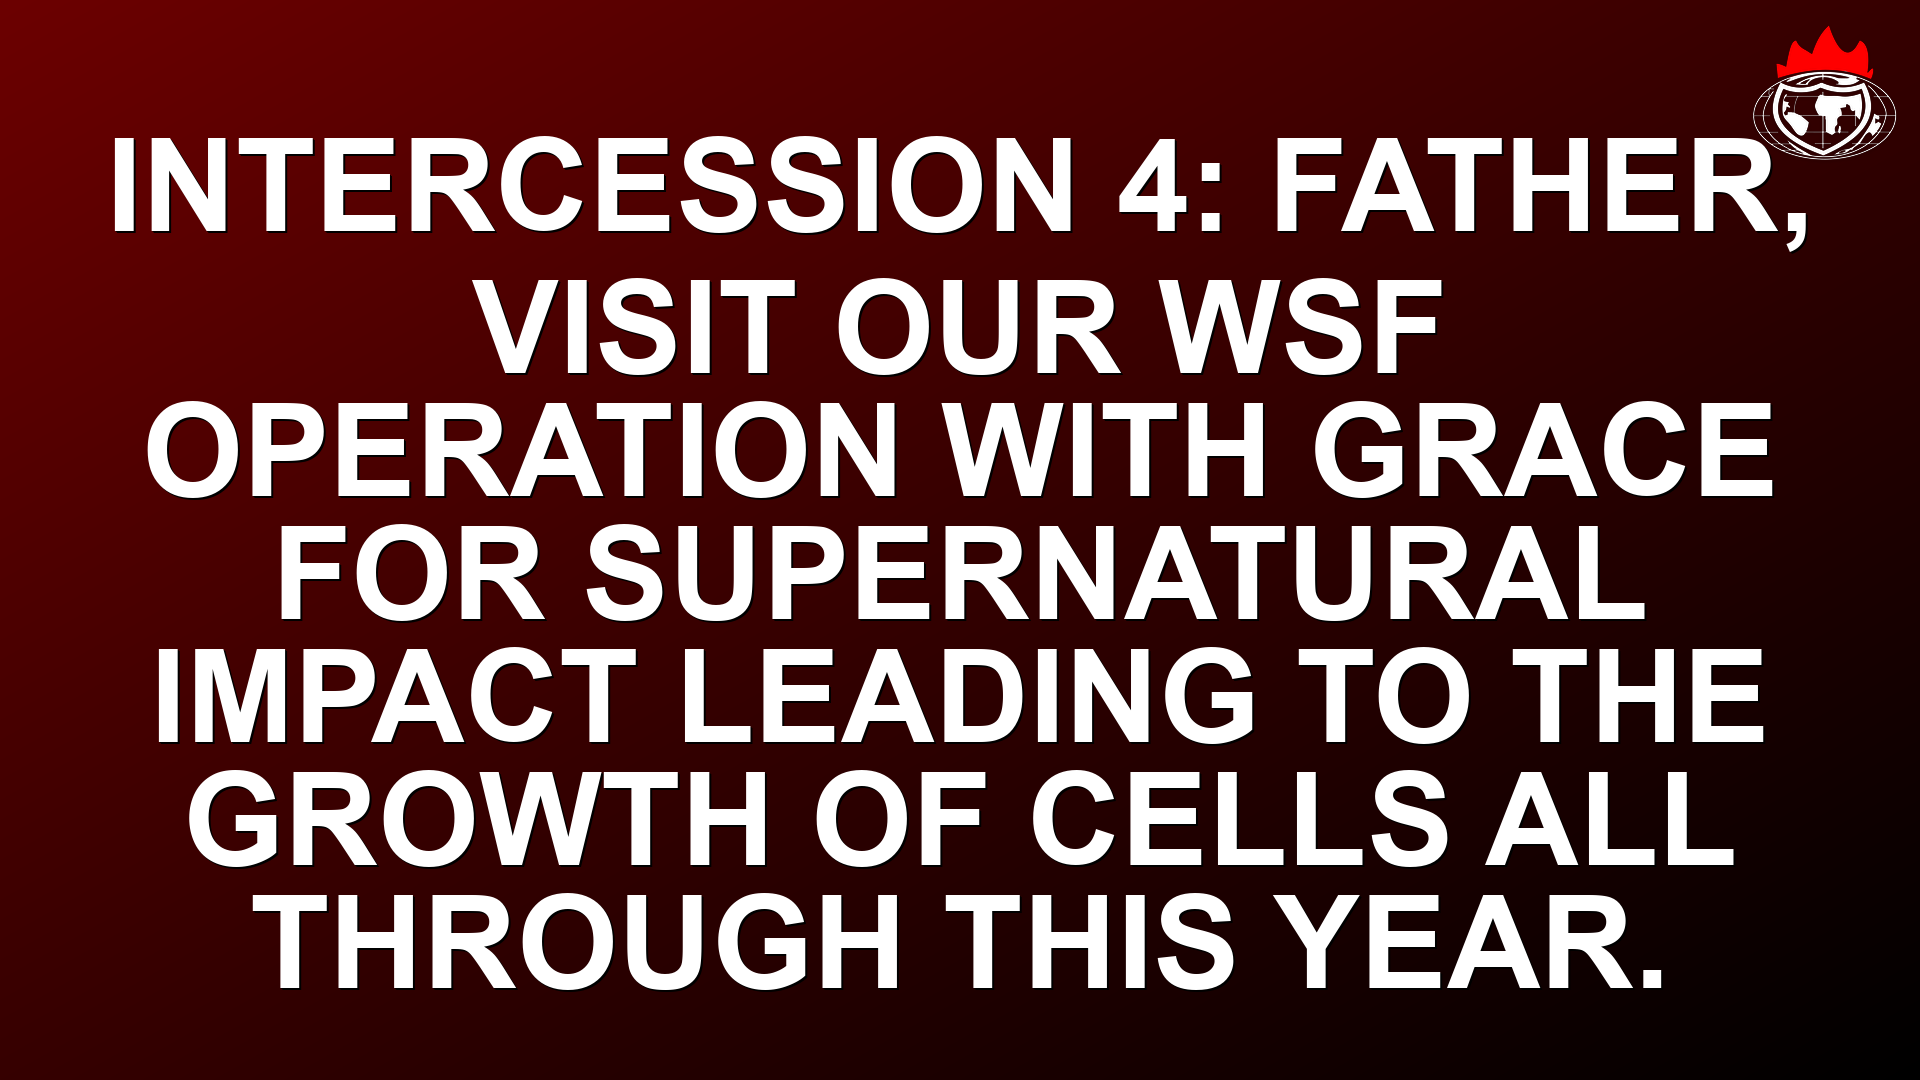 INTERCESSION 4: FATHER,
VISIT OUR WSF
OPERATION WITH GRACE
FOR SUPERNATURAL
IMPACT LEADING TO THE
GROWTH OF CELLS ALL
THROUGH THIS YEAR.